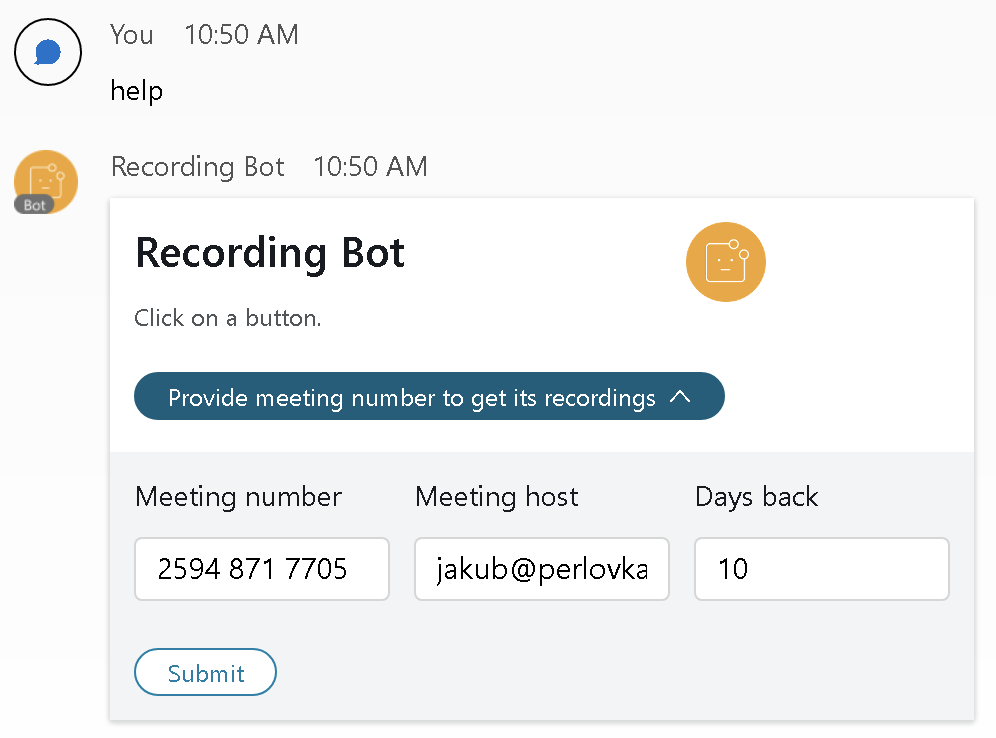 You 10:50 AM
help
Recording Bot 10:50 AM
Bot
Recording Bot
Click on a button.
Provide meeting number to get its recordings
Meeting number Meeting host Days back
2594 871 7705 jakub@perlovka 10
Submit